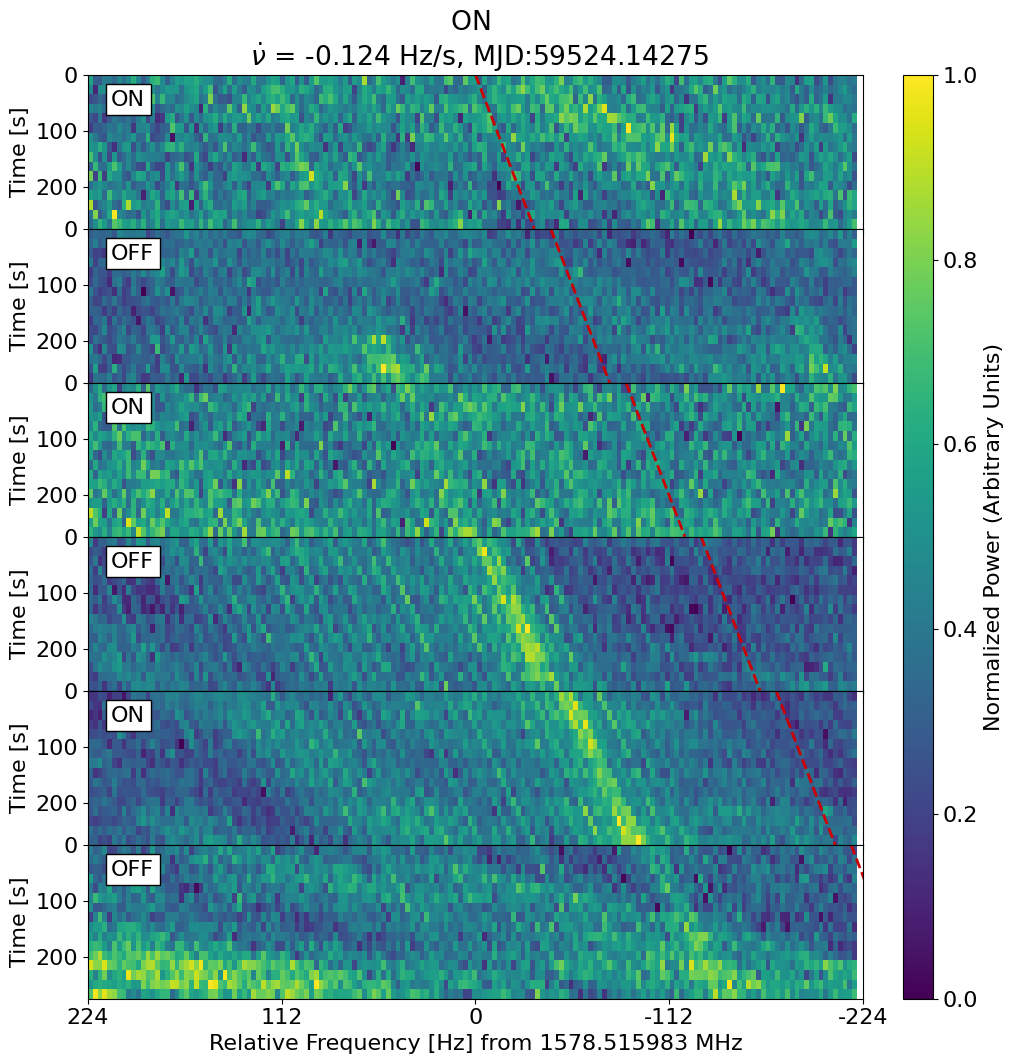 ON
ν̇ = -0.124 Hz/s, MJD:59524.14275
0
ON
100
200
Time [s]
0
OFF
100
200
Time [s]
0
ON
100
200
Time [s]
0
OFF
100
200
Time [s]
0
ON
100
200
Time [s]
0
OFF
100
200
Time [s]
224 112 0 -112 -224
Relative Frequency [Hz] from 1578.515983 MHz
1.0
0.8
0.6
0.4
0.2
0.0
Normalized Power (Arbitrary Units)